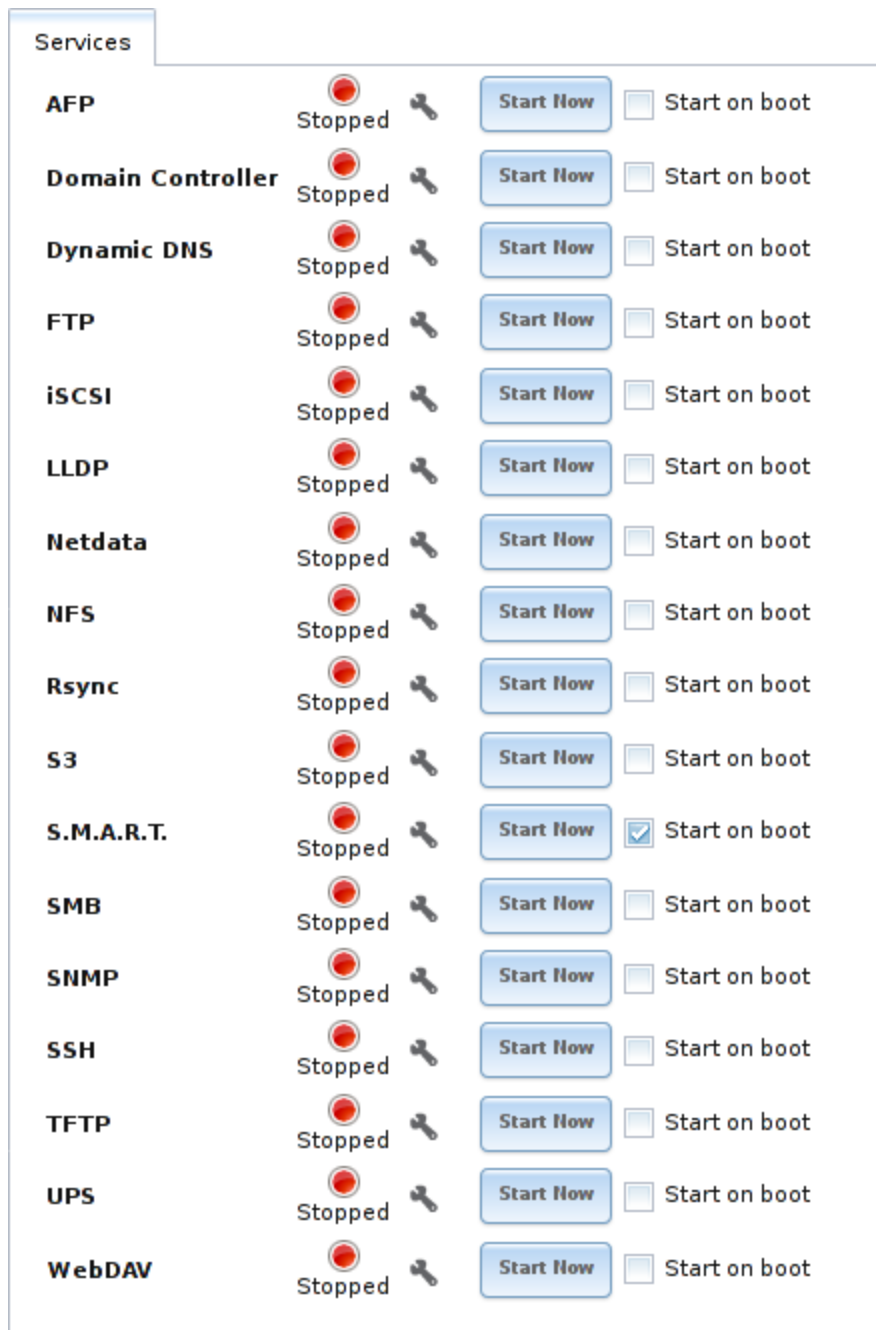 Services
AFP Stopped Start Now Start on boot
Domain Controller Stopped Start Now Start on boot
Dynamic DNS Stopped Start Now Start on boot
FTP Stopped Start Now Start on boot
iSCSI Stopped Start Now Start on boot
LLDP Stopped Start Now Start on boot
Netdata Stopped Start Now Start on boot
NFS Stopped Start Now Start on boot
Rsync Stopped Start Now Start on boot
S3 Stopped Start Now Start on boot
S.M.A.R.T. Stopped Start Now Start on boot
SMB Stopped Start Now Start on boot
SNMP Stopped Start Now Start on boot
SSH Stopped Start Now Start on boot
TFTP Stopped Start Now Start on boot
UPS Stopped Start Now Start on boot
WebDAV Stopped Start Now Start on boot